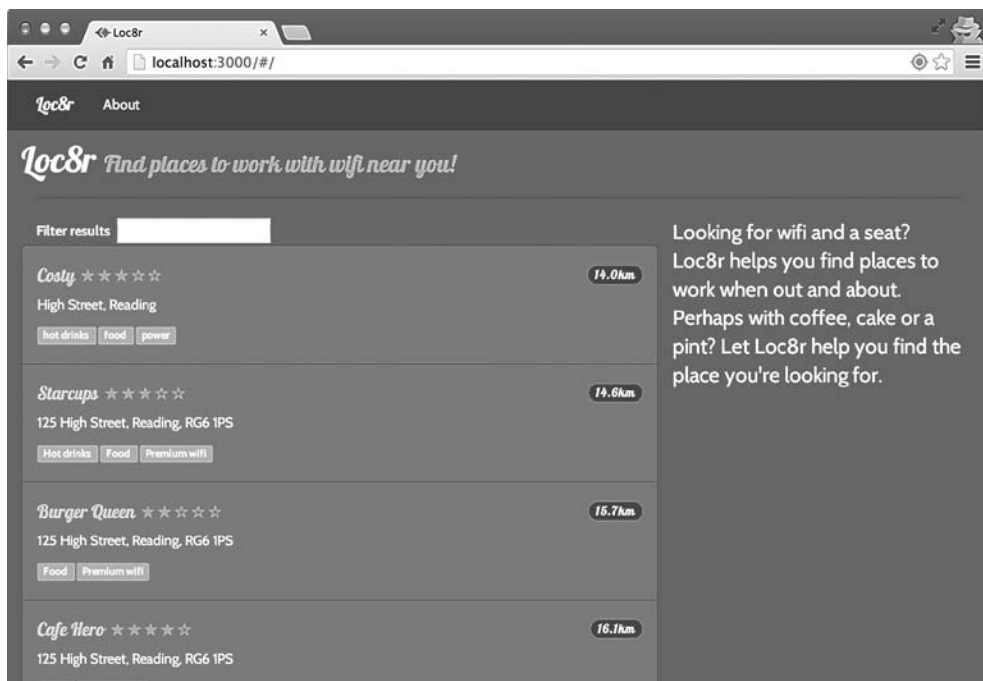 Loc8r
localhost:3000/#/
Loc8r About
Loc8r Find places to work with wifi near you!
Filter results
Costy
14.0km
High Street, Reading
hot drinks food power
Starcups
14.6km
125 High Street, Reading, RG6 1PS
Hot drinks Food Premium wifi
Burger Queen
15.7km
125 High Street, Reading, RG6 1PS
Food Premium wifi
Cafe Hero
16.1km
125 High Street, Reading, RG6 1PS
Looking for wifi and a seat?
Loc8r helps you find places to
work when out and about.
Perhaps with coffee, cake or a
pint? Let Loc8r help you find the
place you're looking for.